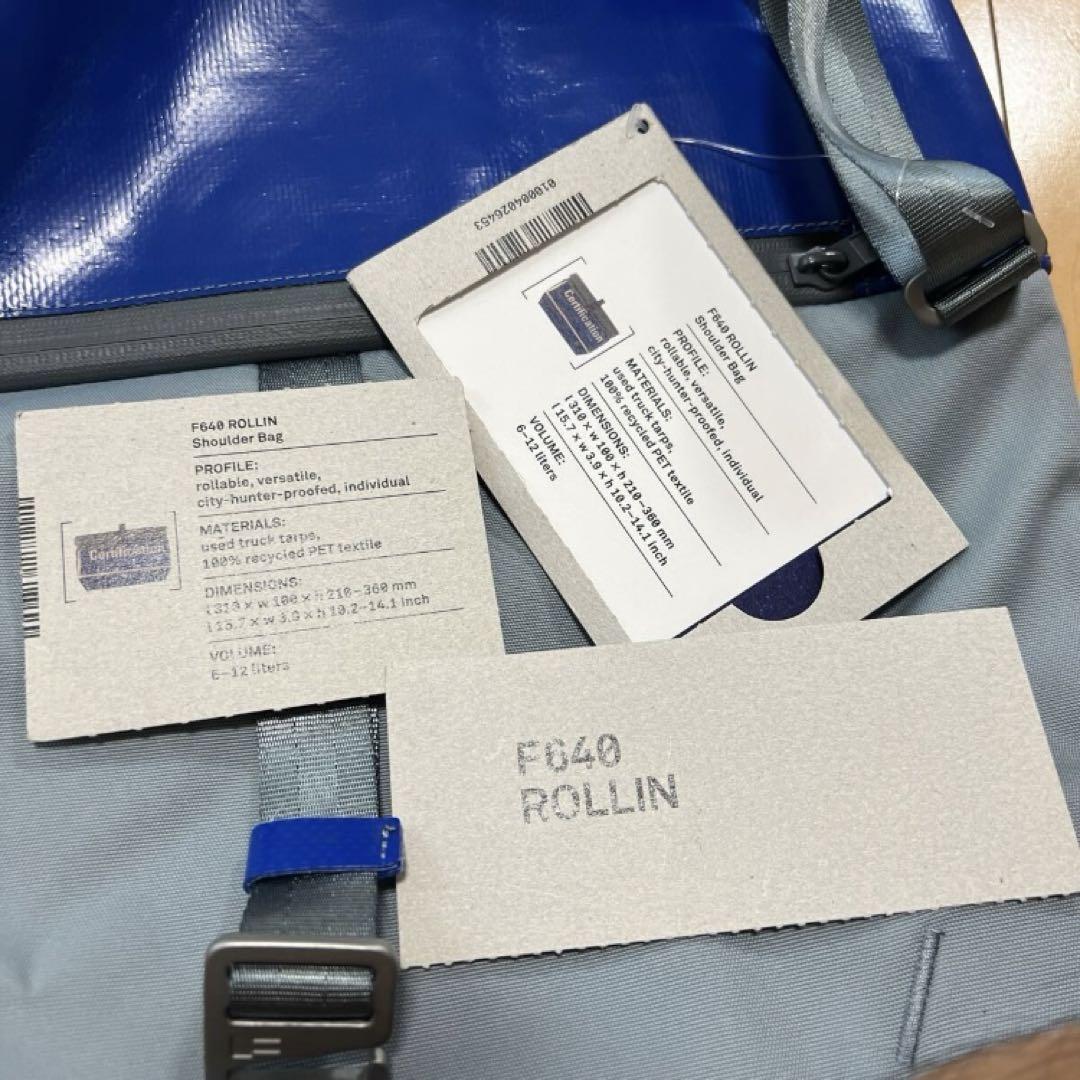 F640 ROLLIN
Shoulder Bag
PROFILE:
rollable, versatile,
city-hunter-proofed, individual
MATERIALS:
used truck tarps,
100% recycled PET textile
DIMENSIONS:
l 310 x w 100 x h 210–360 mm
l 15.7 x w 3.9 x h 10.2–14.1 inch
VOLUME:
6–12 liters
Certification
010004026453
F640 ROLLIN
Shoulder Bag
PROFILE:
rollable, versatile,
city-hunter-proofed, individual
MATERIALS:
used truck tarps,
100% recycled PET textile
DIMENSIONS:
l 310 x w 100 x h 210–360 mm
l 15.7 x w 3.9 x h 10.2–14.1 inch
VOLUME:
6–12 liters
Certification
F640
ROLLIN